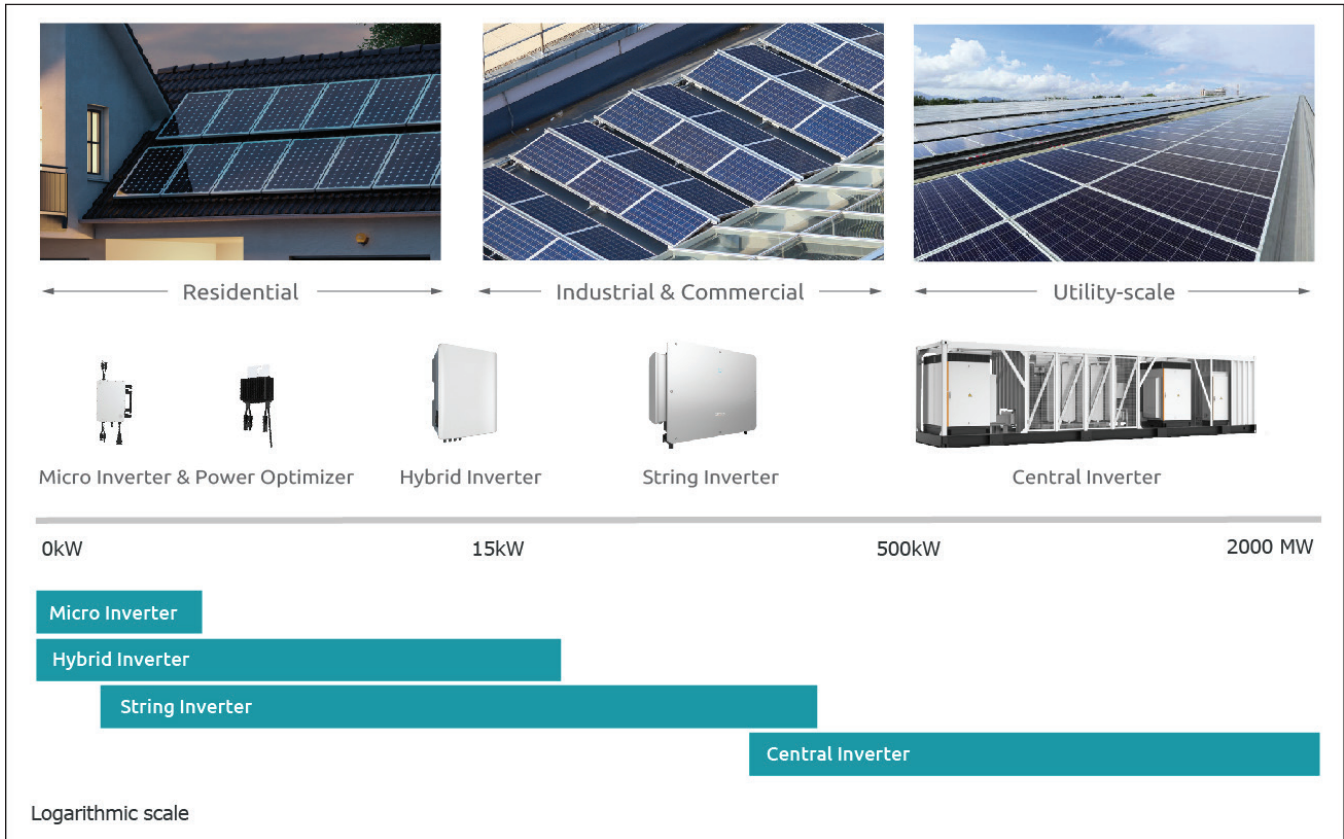 Residential
Industrial & Commercial
Utility-scale
Micro Inverter & Power Optimizer
Hybrid Inverter
String Inverter
Central Inverter
0kW
15kW
500kW
2000 MW
Micro Inverter
Hybrid Inverter
String Inverter
Central Inverter
Logarithmic scale